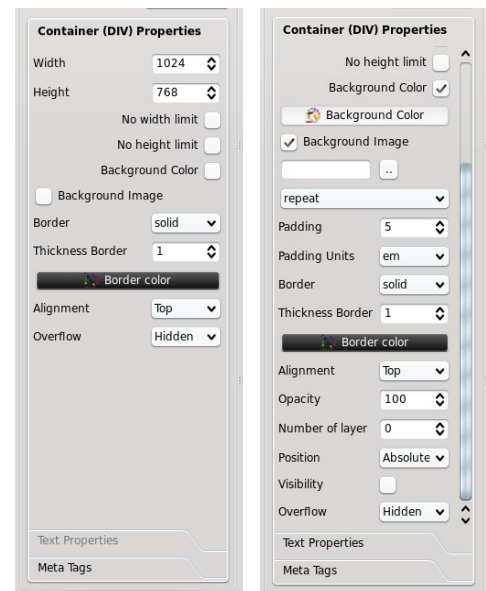 Container (DIV) Properties
Width 1024
Height 768
No width limit
No height limit
Background Color
Background Image
Border solid
Thickness Border 1
Border color
Alignment Top
Overflow Hidden
Text Properties
Meta Tags
Container (DIV) Properties
No height limit
Background Color
Background Color
Background Image
..
repeat
Padding 5
Padding Units em
Border solid
Thickness Border 1
Border color
Alignment Top
Opacity 100
Number of layer 0
Position Absolute
Visibility
Overflow Hidden
Text Properties
Meta Tags